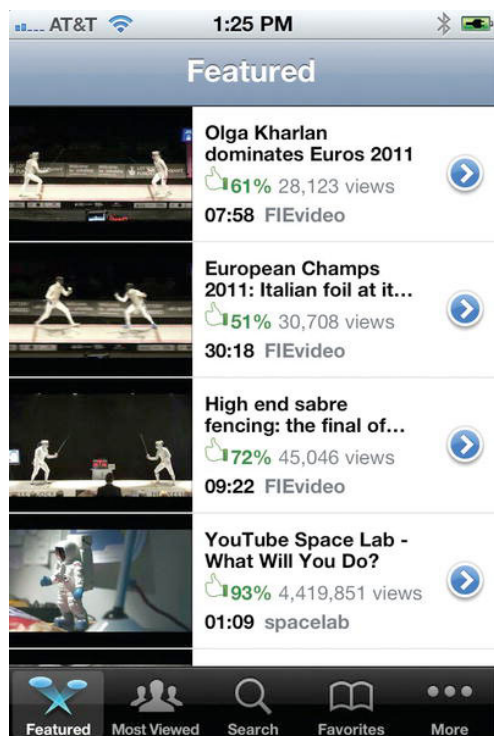 AT&T 1:25 PM
Featured
Olga Kharlan
dominates Euros 2011
61% 28,123 views
07:58 FIEvideo
European Champs
2011: Italian foil at it...
51% 30,708 views
30:18 FIEvideo
High end sabre
fencing: the final of...
72% 45,046 views
09:22 FIEvideo
YouTube Space Lab -
What Will You Do?
93% 4,419,851 views
01:09 spacelab
Featured Most Viewed Search Favorites More